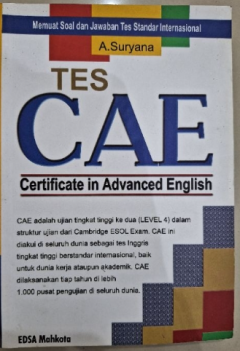 Memuat Soal dan Jawaban Tes Standar Internasional
A.Suryana
TES
CAE
Certificate in Advanced English
CAE adalah ujian tingkat tinggi ke dua (LEVEL 4) dalam
struktur ujian dari Cambridge ESOL Exam. CAE ini
diakui di seluruh dunia sebagai tes Inggris
tingkat tinggi berstandar internasional, baik
untuk dunia kerja ataupun akademik. CAE
dilaksanakan tiap tahun di lebih
1.000 pusat pengujian di seluruh dunia.
EDSA Mahkota